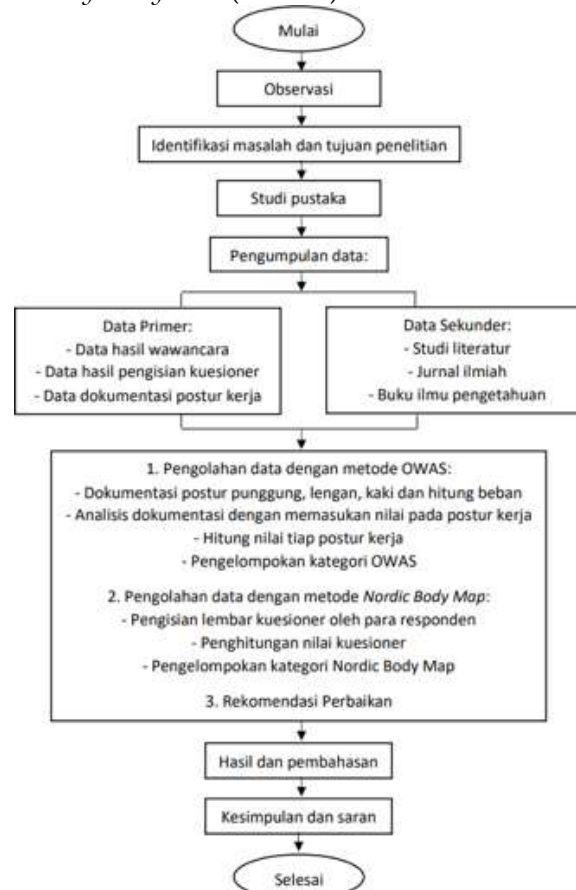 Mulai
Observasi
Identifikasi masalah dan tujuan penelitian
Studi pustaka
Pengumpulan data:
Data Primer:
- Data hasil wawancara
- Data hasil pengisian kuesioner
- Data dokumentasi postur kerja
Data Sekunder:
- Studi literatur
- Jurnal ilmiah
- Buku ilmu pengetahuan
1. Pengolahan data dengan metode OWAS:
- Dokumentasi postur punggung, lengan, kaki dan hitung beban
- Analisis dokumentasi dengan memasukan nilai pada postur kerja
- Hitung nilai tiap postur kerja
- Pengelompokan kategori OWAS
2. Pengolahan data dengan metode Nordic Body Map:
- Pengisian lembar kuesioner oleh para responden
- Penghitungan nilai kuesioner
- Pengelompokan kategori Nordic Body Map
3. Rekomendasi Perbaikan
Hasil dan pembahasan
Kesimpulan dan saran
Selesai